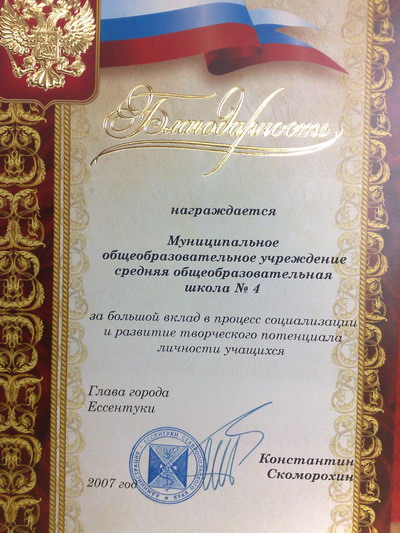 Благодарность
награждается
Муниципальное
общеобразовательное учреждение
средняя общеобразовательная
школа № 4
за большой вклад в процесс социализации
и развитие творческого потенциала
личности учащихся
Глава города
Ессентуки
Константин
Скоморохин
2007 год